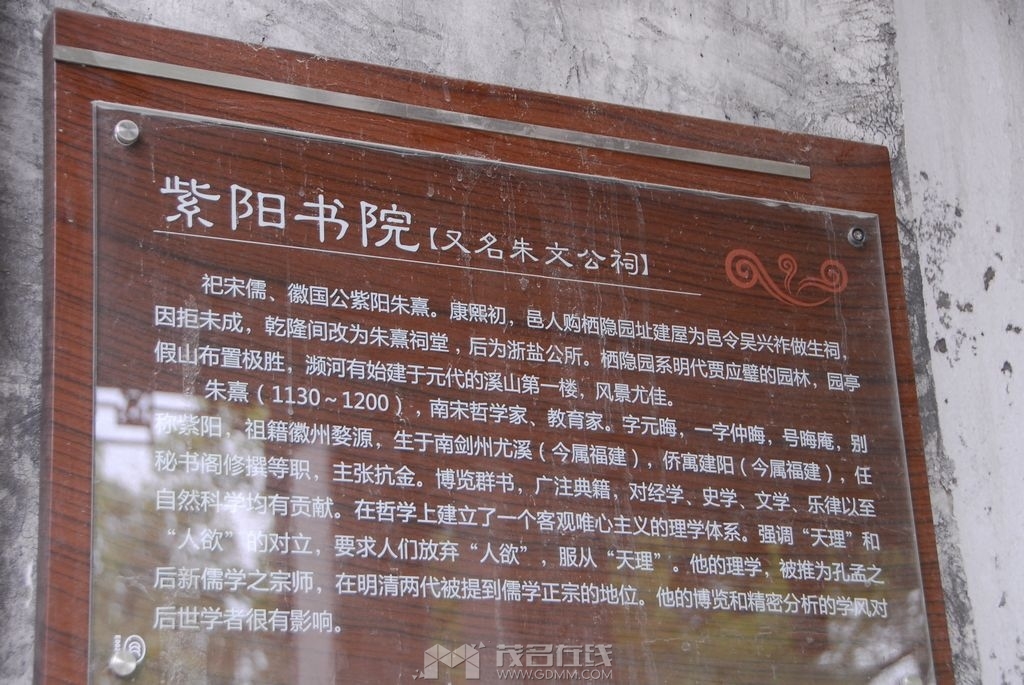 紫阳书院【又名朱文公祠】
祀宋儒、徽国公紫阳朱熹。康熙初，邑人购栖隐园址建屋为邑令吴兴祚做生祠，
因拒未成，乾隆间改为朱熹祠堂，后为浙盐公所。栖隐园系明代贾应璧的园林，园亭
假山布置极胜，濒河有始建于元代的溪山第一楼，风景尤佳。
朱熹（1130～1200），南宋哲学家、教育家。字元晦，一字仲晦，号晦庵，别
称紫阳，祖籍徽州婺源，生于南剑州尤溪（今属福建），侨寓建阳（今属福建），任
秘书阁修撰等职，主张抗金。博览群书，广注典籍，对经学、史学、文学、乐律以至
自然科学均有贡献。在哲学上建立了一个客观唯心主义的理学体系。强调“天理”和
“人欲”的对立，要求人们放弃“人欲”，服从“天理”。他的理学，被推为孔孟之
后新儒学之宗师，在明清两代被提到儒学正宗的地位。他的博览和精密分析的学风对
后世学者很有影响。
茂名在线
WWW.GDMM.COM